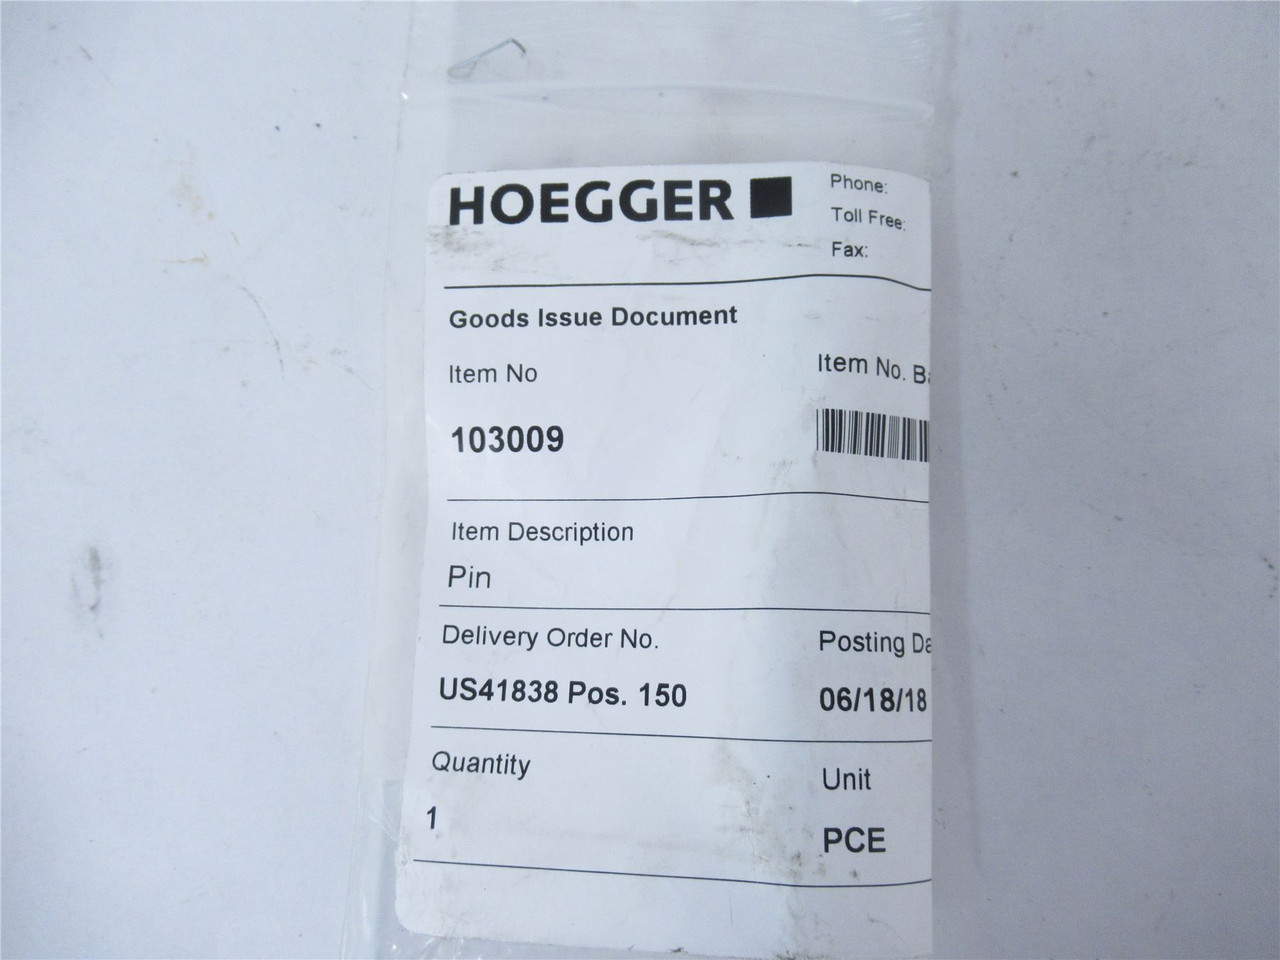 HOEGGER
Phone:
Toll Free:
Fax:
Goods Issue Document
Item No
Item No.
103009
Item Description
Pin
Delivery Order No.
Posting
US41838 Pos. 150
06/18/18
Quantity
Unit
1
PCE